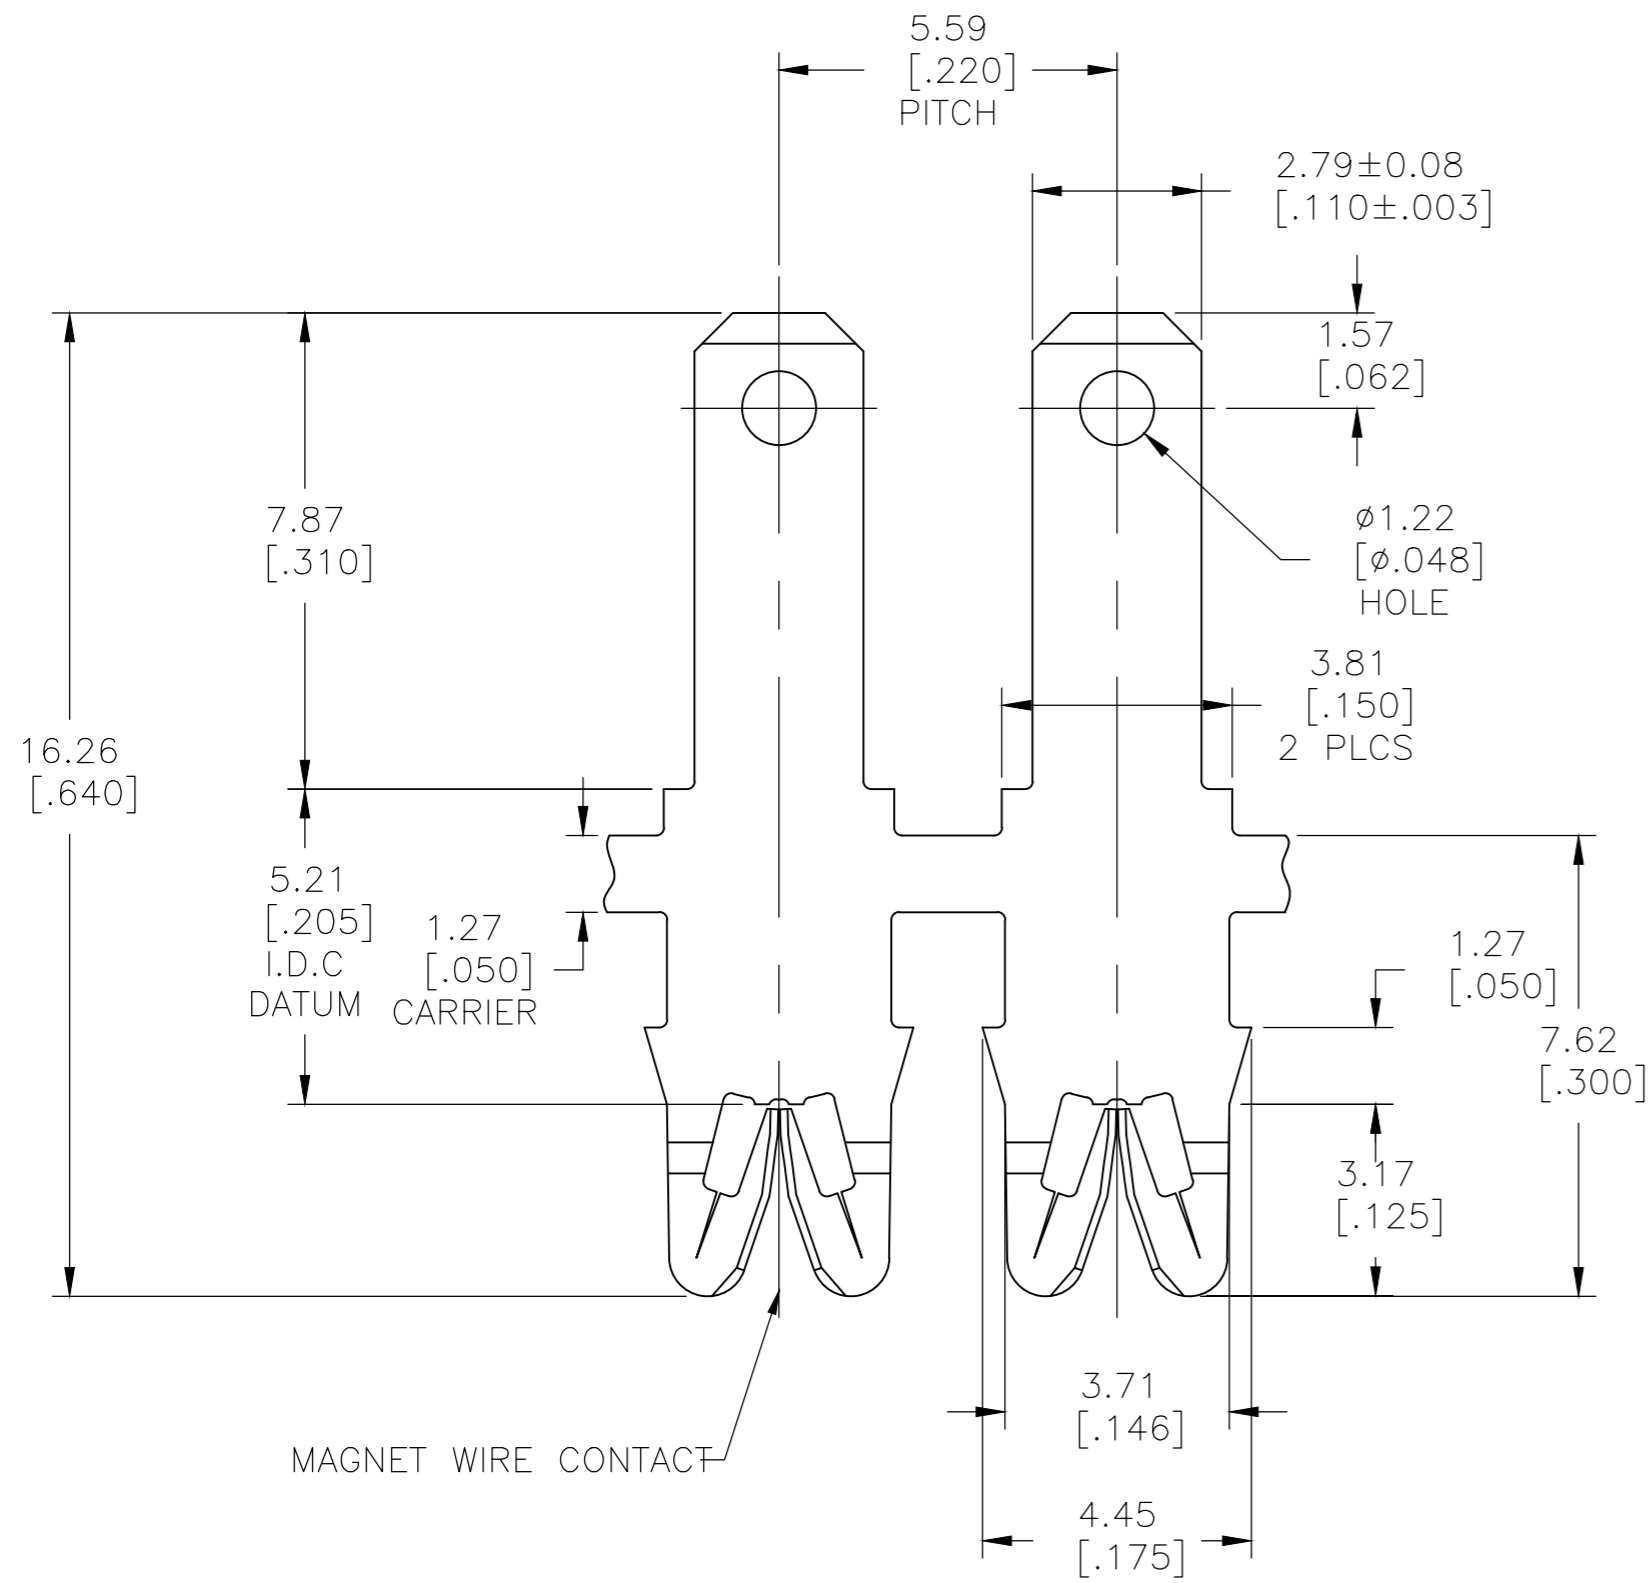 5.59
[.220]
PITCH
2.79±0.08
[.110±.003]
1.57
[.062]
7.87
[.310]
ø1.22
[ø.048]
HOLE
3.81
[.150]
2 PLCS
16.26
[.640]
5.21
[.205]
I.D.C
DATUM
1.27
[.050]
CARRIER
1.27
[.050]
7.62
[.300]
3.17
[.125]
3.71
[.146]
MAGNET WIRE CONTACT
4.45
[.175]